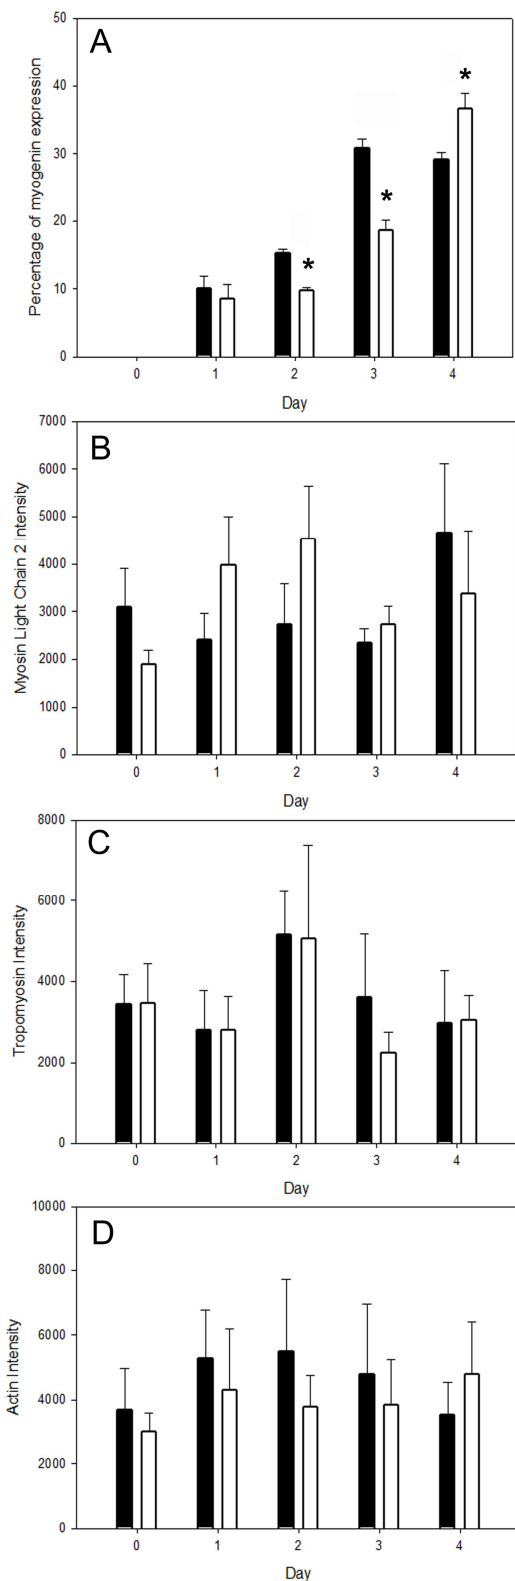 A
Percentage of myogenin expression
50
40
30
20
10
0
*
*
*
0 1 2 3 4
Day
B
Myosin Light Chain 2 Intensity
7000
6000
5000
4000
3000
2000
1000
0
0 1 2 3 4
Day
C
Tropomyosin Intensity
8000
6000
4000
2000
0
0 1 2 3 4
Day
D
Actin Intensity
10000
8000
6000
4000
2000
0
0 1 2 3 4
Day